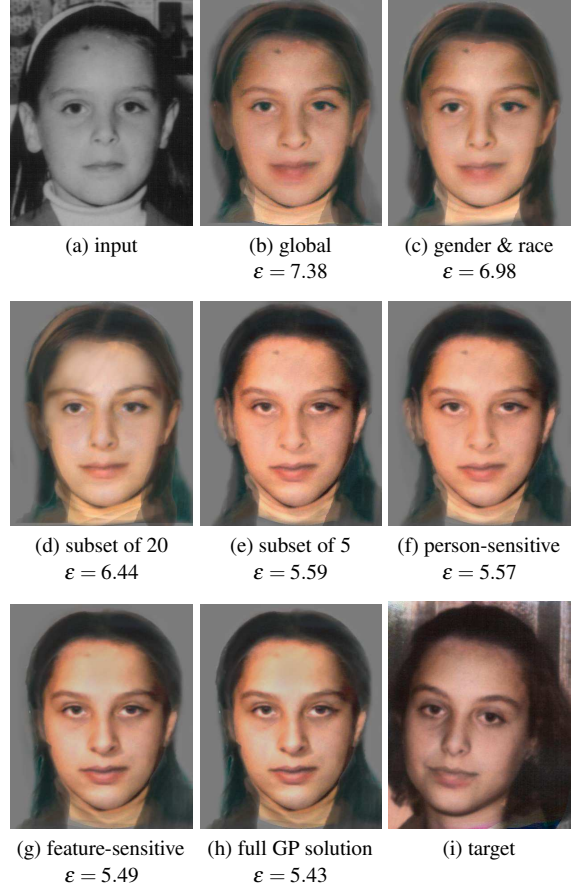 (a) input
(b) global
ε = 7.38
(c) gender & race
ε = 6.98
(d) subset of 20
ε = 6.44
(e) subset of 5
ε = 5.59
(f) person-sensitive
ε = 5.57
(g) feature-sensitive
ε = 5.49
(h) full GP solution
ε = 5.43
(i) target